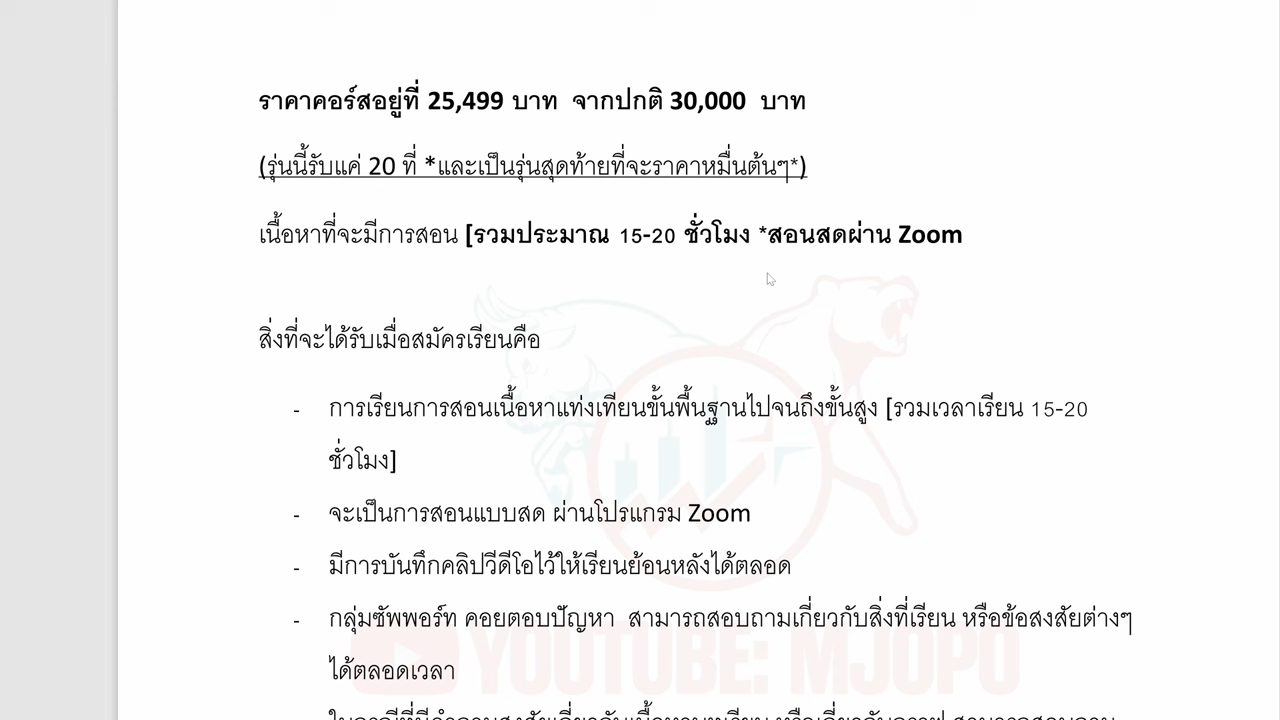 ราคาคอร์สอยู่ที่ 25,499 บาท จากปกติ 30,000 บาท
(รุ่นนี้รับแค่ 20 ที่ *และเป็นรุ่นสุดท้ายที่จะราคาหมื่นต้นๆ*)
เนื้อหาที่จะมีการสอน [รวมประมาณ 15-20 ชั่วโมง *สอนสดผ่าน Zoom
สิ่งที่จะได้รับเมื่อสมัครเรียนคือ
- การเรียนการสอนเนื้อหาแท่งเทียนขั้นพื้นฐานไปจนถึงขั้นสูง [รวมเวลาเรียน 15-20
ชั่วโมง]
- จะเป็นการสอนแบบสด ผ่านโปรแกรม Zoom
- มีการบันทึกคลิปวีดีโอไว้ให้เรียนย้อนหลังได้ตลอด
- กลุ่มซัพพอร์ท คอยตอบปัญหา สามารถสอบถามเกี่ยวกับสิ่งที่เรียน หรือข้อสงสัยต่างๆ
ได้ตลอดเวลา
YOUTUBE: MJOPO